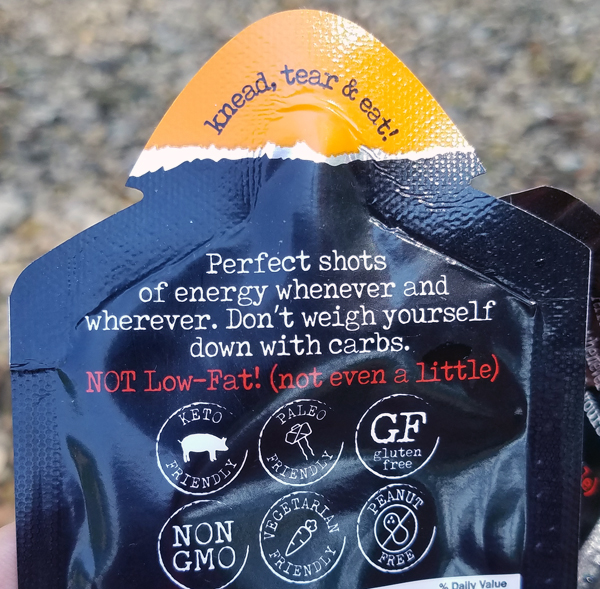 knead, tear & eat!
Perfect shots
of energy whenever and
wherever. Don't weigh yourself
down with carbs.
NOT Low-Fat! (not even a little)
KETO
FRIENDLY
PALEO
FRIENDLY
GF
gluten
free
NON
GMO
VEGETARIAN
FRIENDLY
PEANUT
FREE
% Daily Value